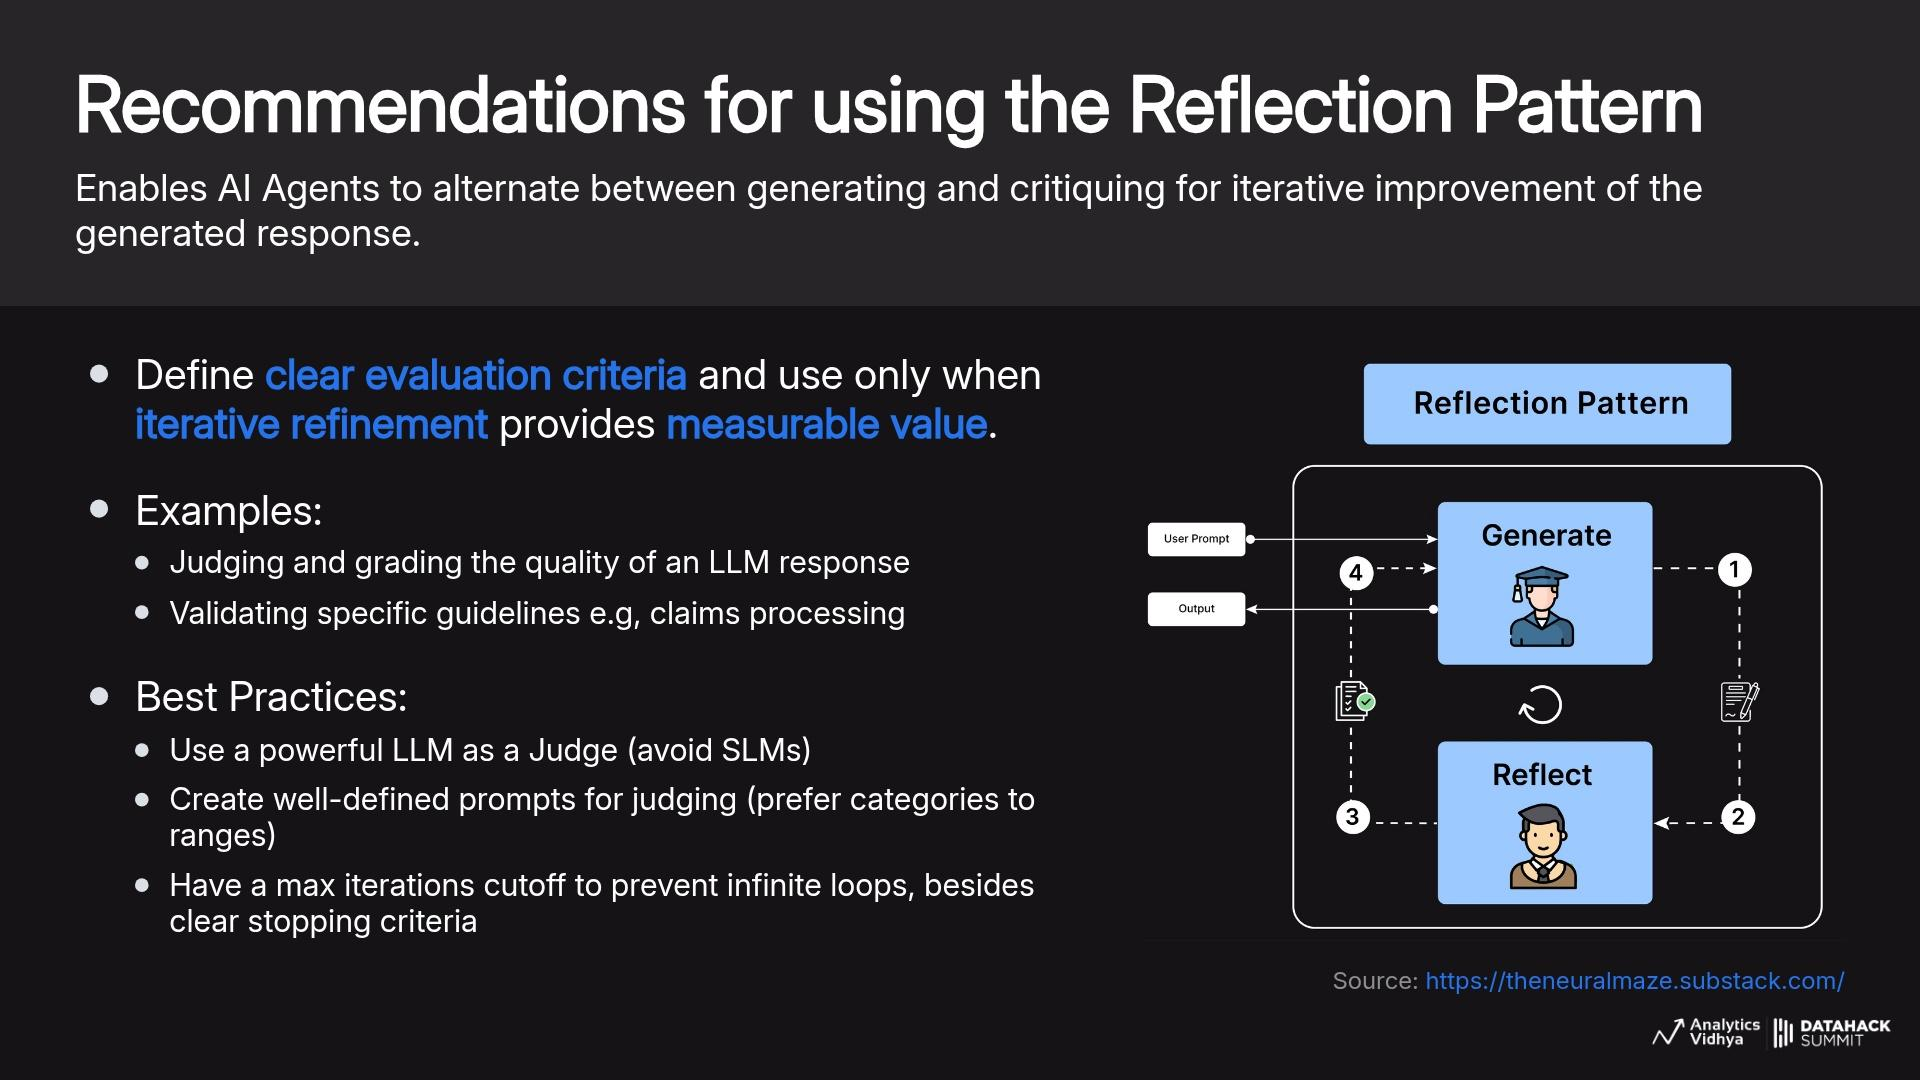 Recommendations for using the Reflection Pattern
Enables AI Agents to alternate between generating and critiquing for iterative improvement of the
generated response.
Define clear evaluation criteria and use only when
iterative refinement provides measurable value.
Examples:
Judging and grading the quality of an LLM response
Validating specific guidelines e.g, claims processing
Best Practices:
Use a powerful LLM as a Judge (avoid SLMs)
Create well-defined prompts for judging (prefer categories to
ranges)
Have a max iterations cutoff to prevent infinite loops, besides
clear stopping criteria
Reflection Pattern
User Prompt
Output
Generate
4
1
Reflect
3
2
Source: https://theneuralmaze.substack.com/
Analytics
Vidhya
DATAHACK
SUMMIT